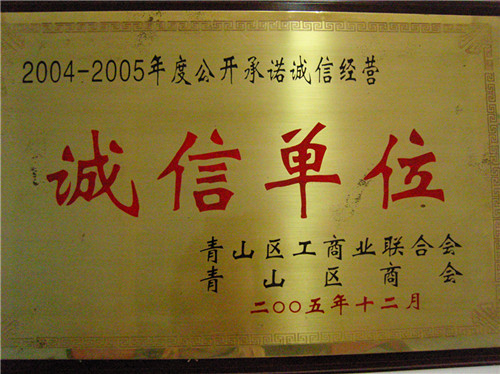 2004-2005年度公开承诺诚信经营
诚信单位
青山区工商业联合会
青山区商会
二〇〇五年十二月